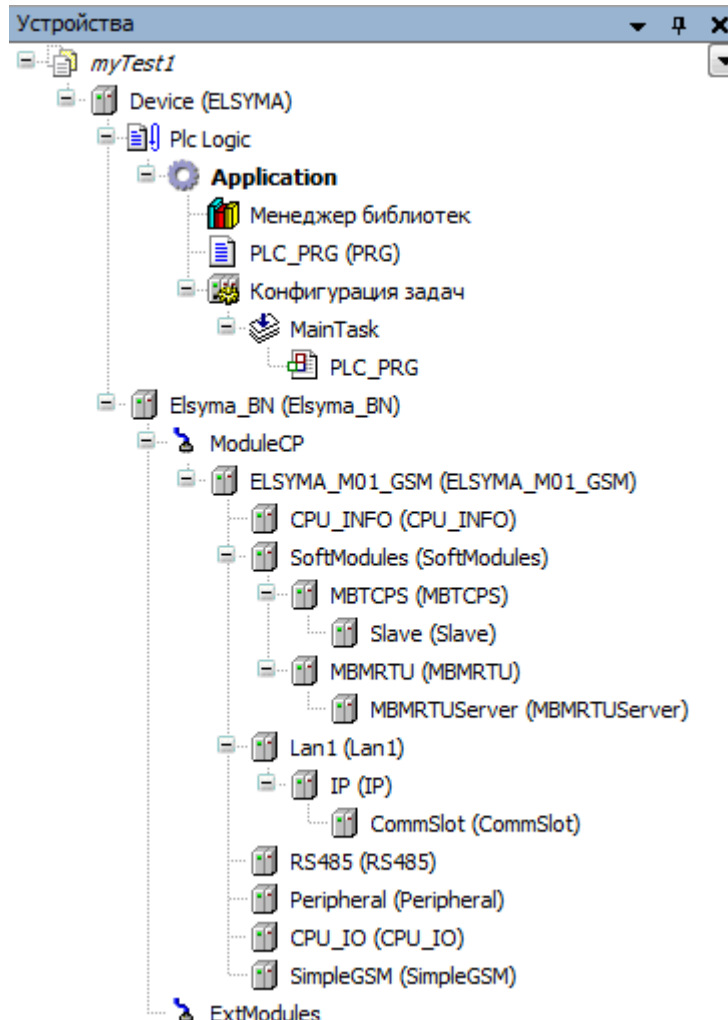 Устройства
myTest1
Device (ELSYMA)
Plc Logic
Application
Менеджер библиотек
PLC_PRG (PRG)
Конфигурация задач
MainTask
PLC_PRG
Elsyma_BN (Elsyma_BN)
ModuleCP
ELSYMA_M01_GSM (ELSYMA_M01_GSM)
CPU_INFO (CPU_INFO)
SoftModules (SoftModules)
MBTCPS (MBTCPS)
Slave (Slave)
MBMRTU (MBMRTU)
MBMRTUServer (MBMRTUServer)
Lan1 (Lan1)
IP (IP)
CommSlot (CommSlot)
RS485 (RS485)
Peripheral (Peripheral)
CPU_IO (CPU_IO)
SimpleGSM (SimpleGSM)
ExtModules